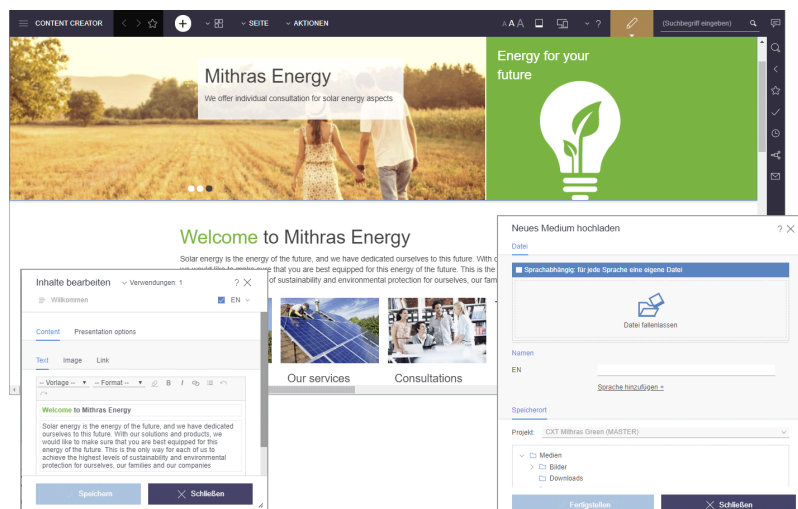 CONTENT CREATOR
SEITE
AKTIONEN
A A A
?
(Suchbegriff eingeben)
Mithras Energy
We offer individual consultation for solar energy aspects
Energy for your
future
Welcome to Mithras Energy
Solar energy is the energy of the future, and we have dedicated ourselves to this future. With
that you are best equipped for this energy of the future. This is the
of sustainability and environmental protection for ourselves, our fam
Our services
Consultations
Inhalte bearbeiten
Verwendungen: 1
?
Willkommen
EN
Content
Presentation options
Text
Image
Link
-- Vorlage --
-- Format --
B
I
Welcome to Mithras Energy
Solar energy is the energy of the future, and we have dedicated
ourselves to this future. With our solutions and products, we
would like to make sure that you are best equipped for this
energy of the future. This is the only way for each of us to
achieve the highest levels of sustainability and environmental
protection for ourselves, our families and our companies
Speichern
Schließen
Neues Medium hochladen
?
Datei
Sprachabhängig: für jede Sprache eine eigene Datei
Datei fallenlassen
Namen
EN
Sprache hinzufügen +
Speicherort
Projekt:
CXT Mithras Green (MASTER)
Medien
Bilder
Downloads
Fertigstellen
Schließen